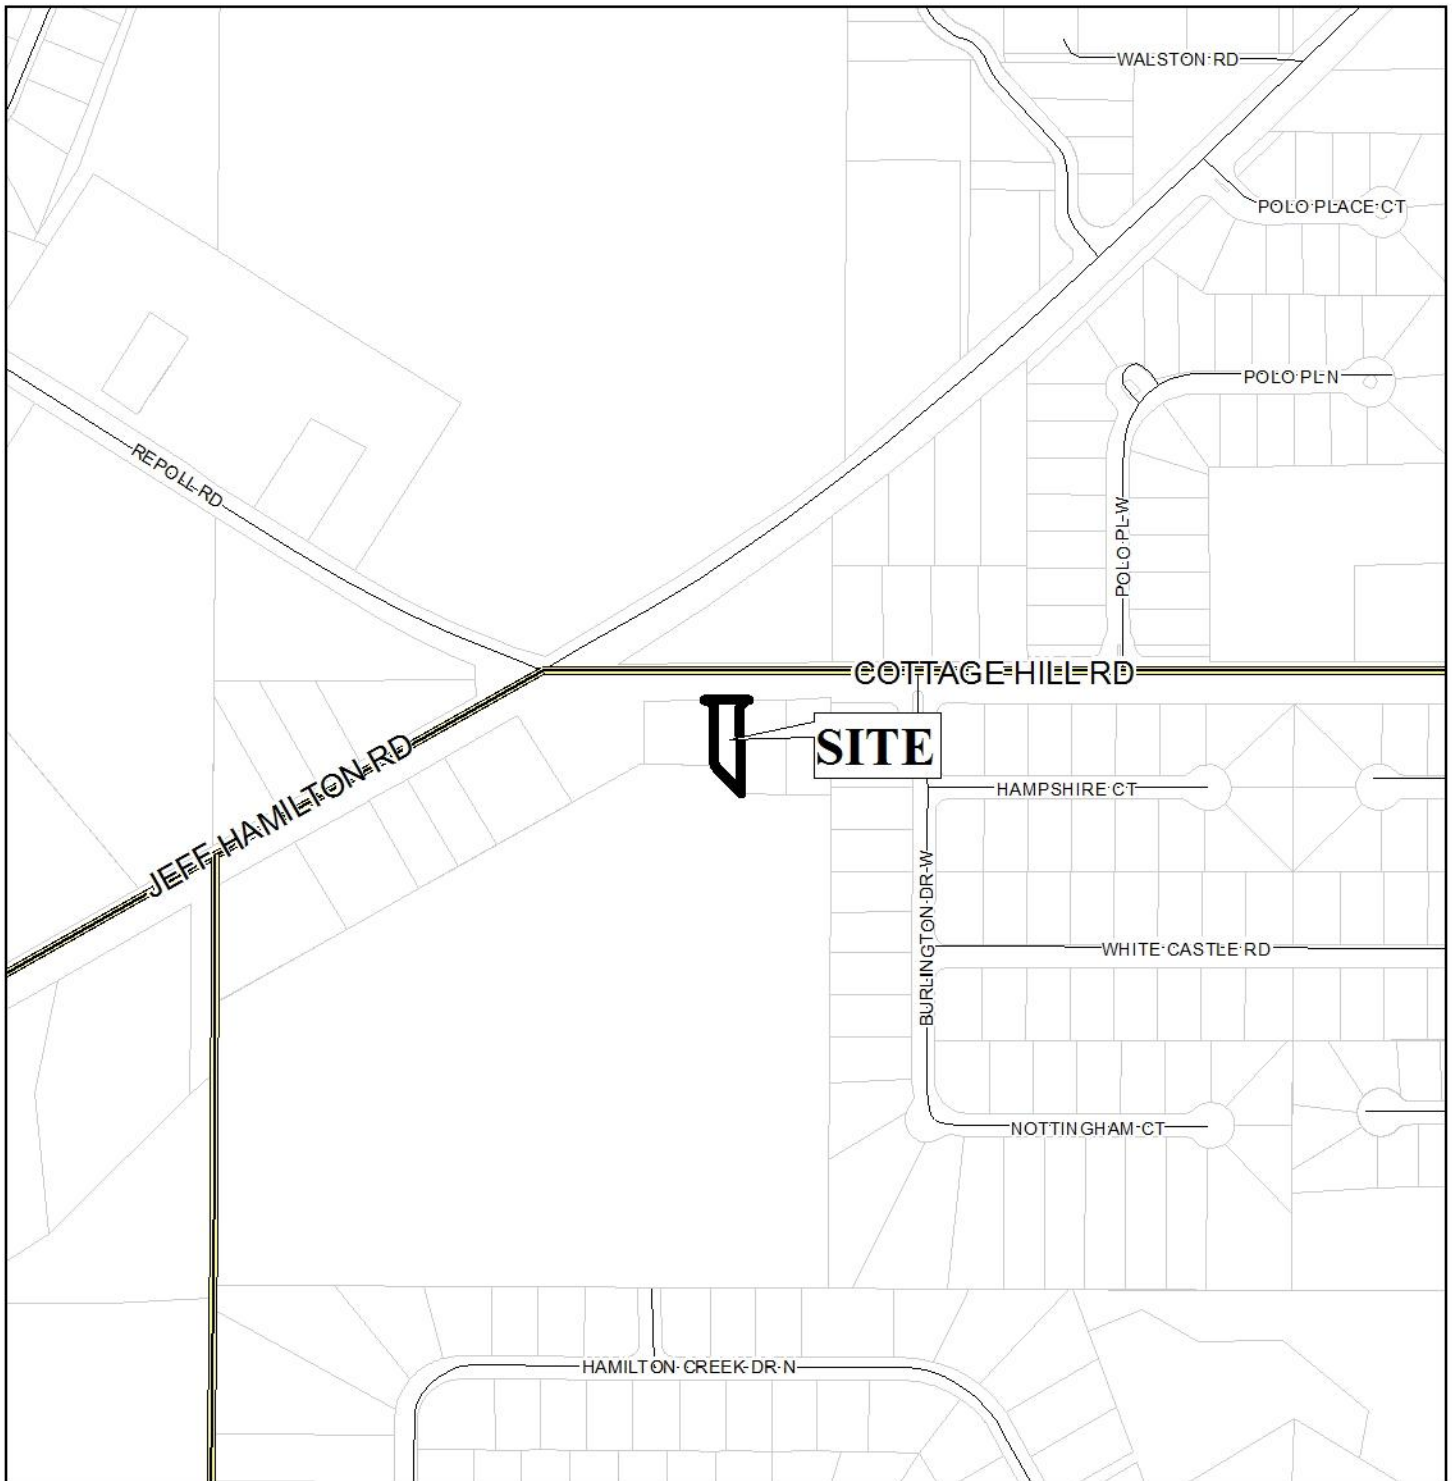 WALSTON RD
POLO PLACE CT
POLO PL N
REPOLL RD
POLO PL W
COTTAGE HILL RD
SITE
JEFF HAMILTON RD
HAMPSHIRE CT
BURLINGTON DR W
WHITE CASTLE RD
NOTTINGHAM CT
HAMILTON CREEK DR N